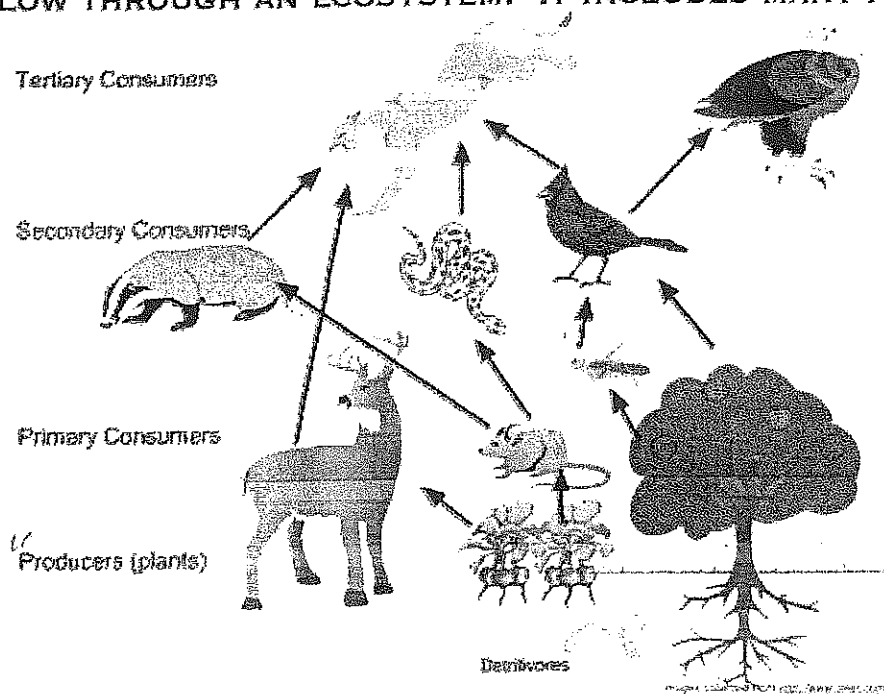 LOW THROUGH AN ECOSYSTEM. IT INCLUDES MANY
Tertiary Consumers
Secondary Consumers
Primary Consumers
Producers (plants)
Detritivores